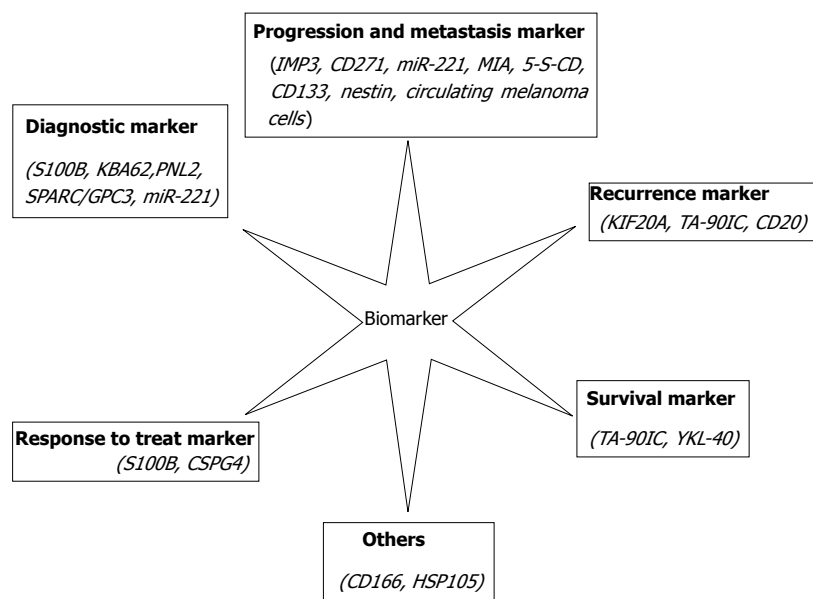 Progression and metastasis marker
(IMP3, CD271, miR-221, MIA, 5-S-CD,
CD133, nestin, circulating melanoma
cells)
Diagnostic marker
(S100B, KBA62,PNL2,
SPARC/GPC3, miR-221)
Recurrence marker
(KIF20A, TA-90IC, CD20)
Biomarker
Response to treat marker
(S100B, CSPG4)
Survival marker
(TA-90IC, YKL-40)
Others
(CD166, HSP105)